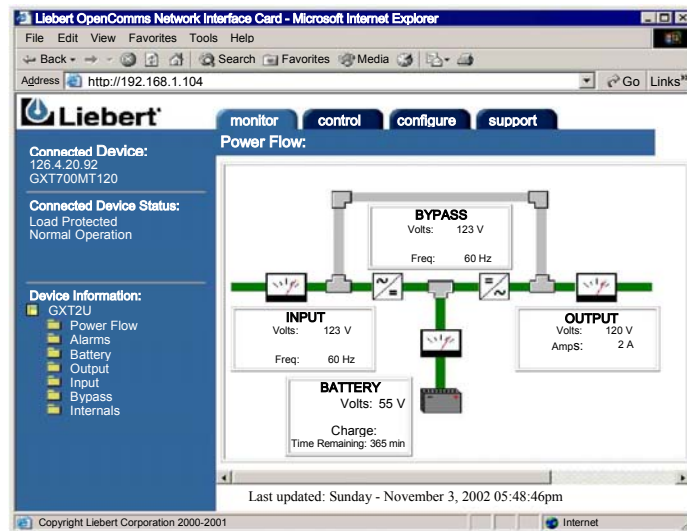 Liebert OpenComms Network Interface Card - Microsoft Internet Explorer
File Edit View Favorites Tools Help
Back Search Favorites Media
Address http://192.168.1.104 Go Links »
Liebert
monitor control configure support
Power Flow:
Connected Device:
126.4.20.92
GXT700MT120
Connected Device Status:
Load Protected
Normal Operation
Device Information:
GXT2U
Power Flow
Alarms
Battery
Output
Input
Bypass
Internals
BYPASS
Volts: 123 V
Freq: 60 Hz
INPUT
Volts: 123 V
Freq: 60 Hz
OUTPUT
Volts: 120 V
Amps: 2 A
BATTERY
Volts: 55 V
Charge:
Time Remaining: 365 min
Last updated: Sunday - November 3, 2002 05:48:46pm
Copyright Liebert Corporation 2000-2001 Internet